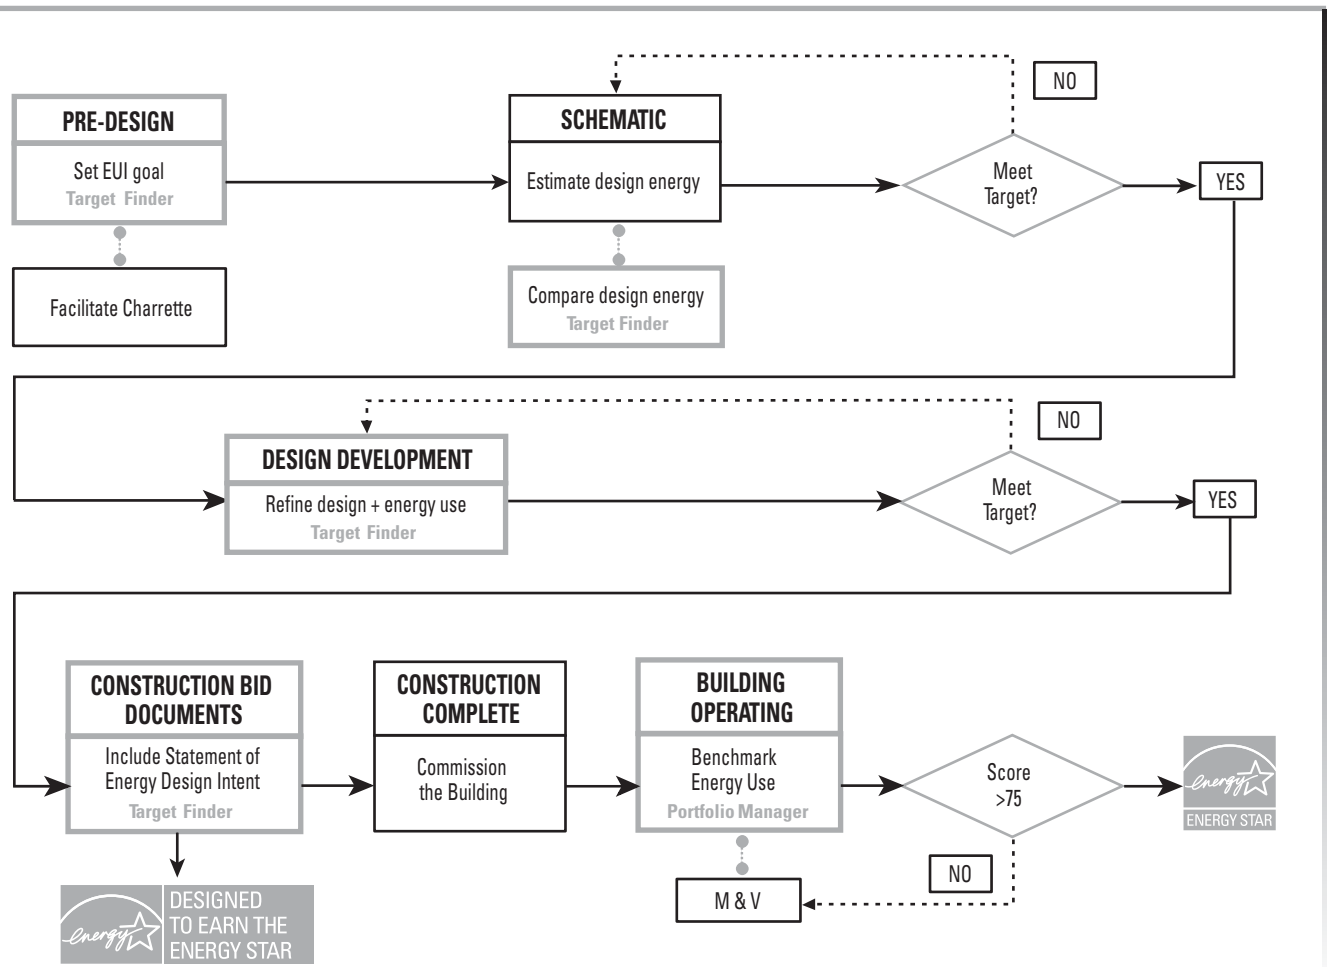 PRE-DESIGN
Set EUI goal
Target Finder
Facilitate Charrette
SCHEMATIC
Estimate design energy
Compare design energy
Target Finder
NO
Meet
Target?
YES
DESIGN DEVELOPMENT
Refine design + energy use
Target Finder
NO
Meet
Target?
YES
CONSTRUCTION BID
DOCUMENTS
Include Statement of
Energy Design Intent
Target Finder
energy
DESIGNED
TO EARN THE
ENERGY STAR
CONSTRUCTION
COMPLETE
Commission
the Building
BUILDING
OPERATING
Benchmark
Energy Use
Portfolio Manager
M & V
Score
>75
NO
energy
ENERGY STAR